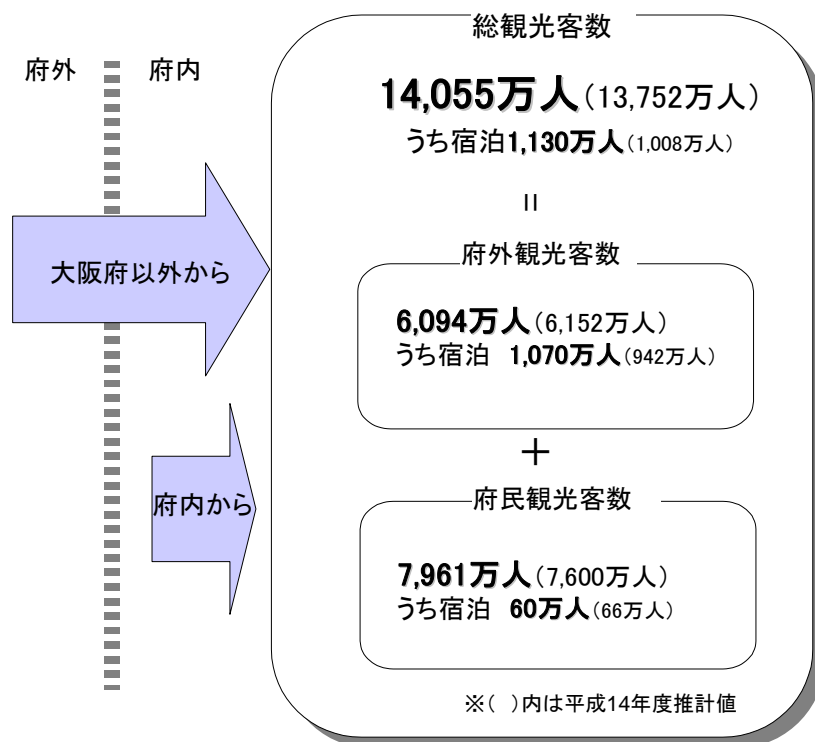 府外
府内
総観光客数
14,055万人(13,752万人)
うち宿泊1,130万人(1,008万人)
=
大阪府以外から
府外観光客数
6,094万人(6,152万人)
うち宿泊 1,070万人(942万人)
+
府内から
府民観光客数
7,961万人(7,600万人)
うち宿泊 60万人(66万人)
※( )内は平成14年度推計値